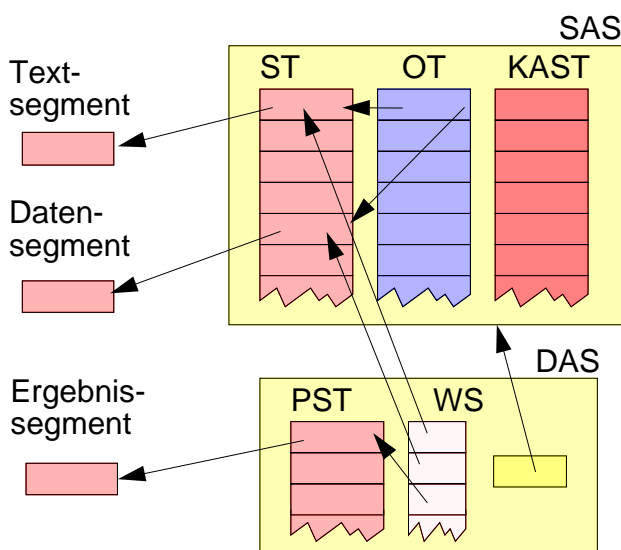 SAS
Text-
segment
ST OT KAST
Daten-
segment
DAS
Ergebnis-
segment
PST WS